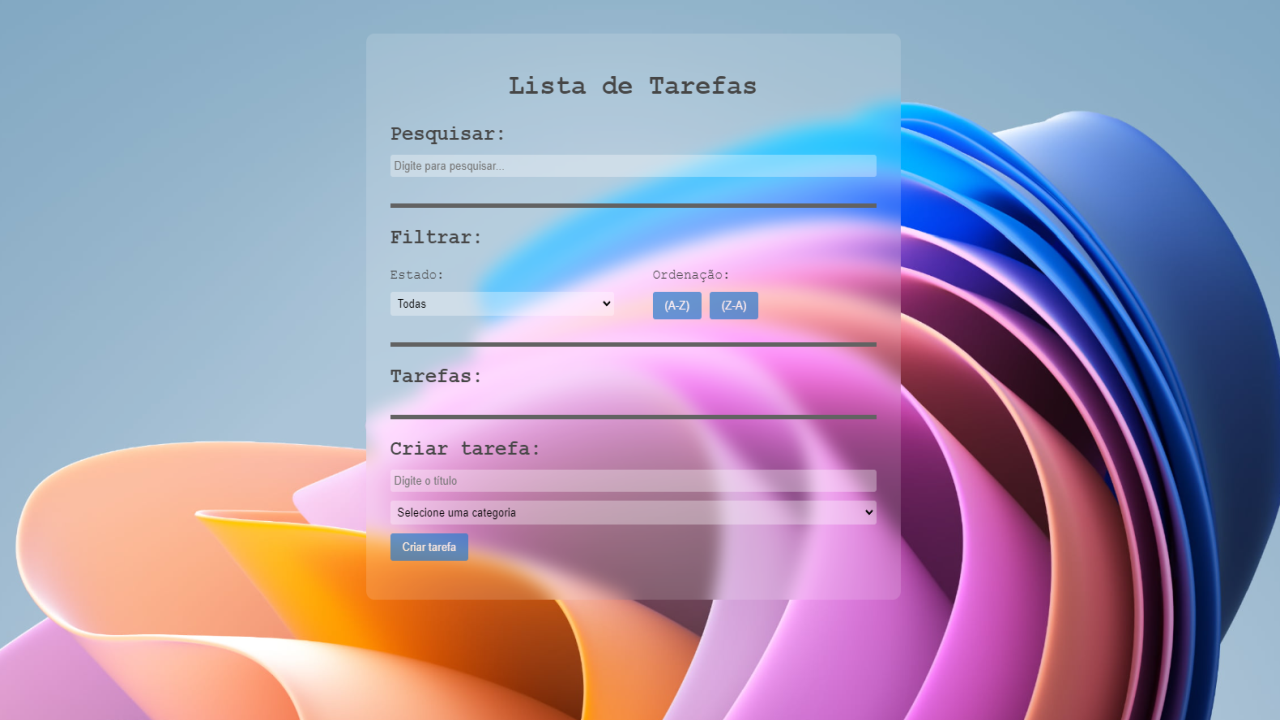 Lista de Tarefas
Pesquisar:
Digite para pesquisar...
Filtrar:
Estado:
Ordenação:
Todas
(A-Z)
(Z-A)
Tarefas:
Criar tarefa:
Digite o título
Selecione uma categoria
Criar tarefa